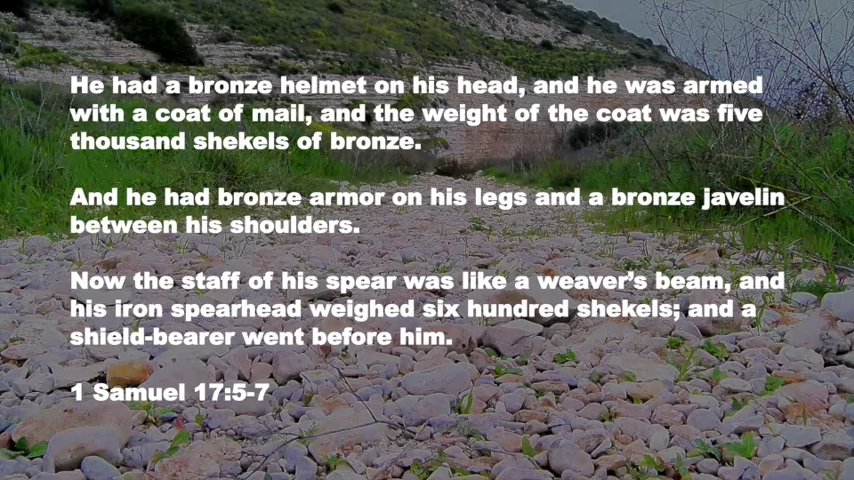 He had a bronze helmet on his head, and he was armed
with a coat of mail, and the weight of the coat was five
thousand shekels of bronze.
And he had bronze armor on his legs and a bronze javelin
between his shoulders.
Now the staff of his spear was like a weaver’s beam, and
his iron spearhead weighed six hundred shekels; and a
shield-bearer went before him.
1 Samuel 17:5-7